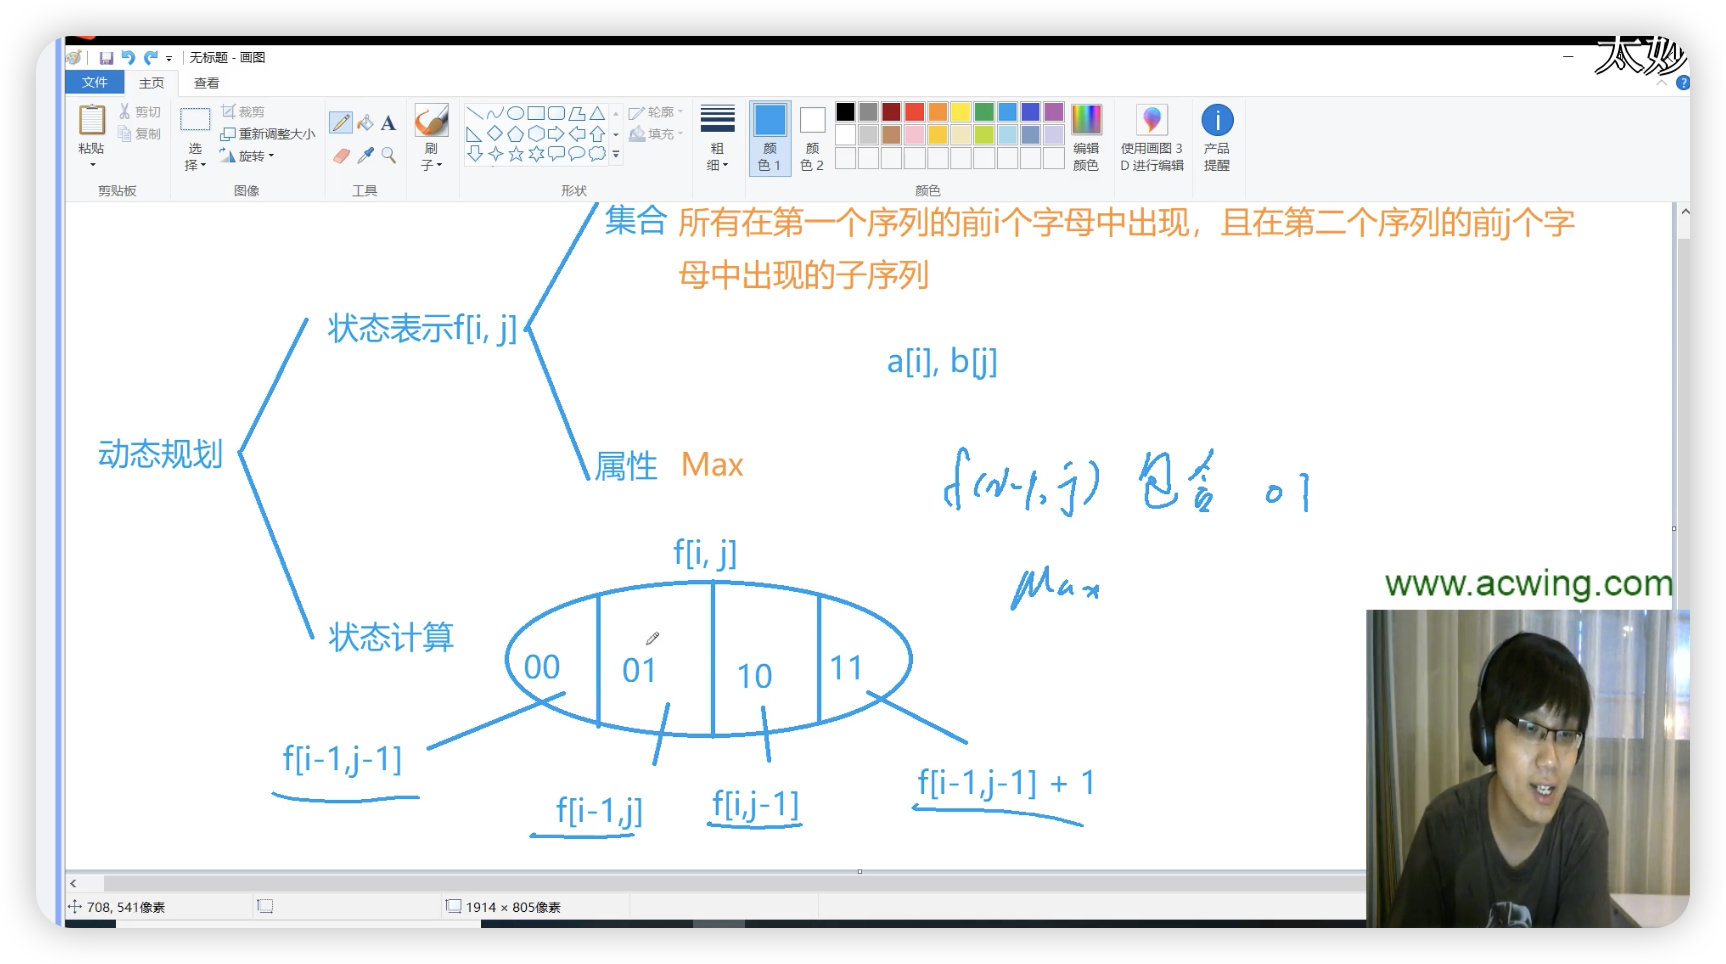 无标题 - 画图
太妙
文件 主页 查看
粘贴 剪切 复制
剪贴板
选择 裁剪 重新调整大小 旋转
图像
A
工具
刷子
形状
轮廓 填充
粗细
颜色 1
颜色 2
编辑颜色
颜色
使用画图 3D 进行编辑
产品提醒
集合 所有在第一个序列的前i个字母中出现，且在第二个序列的前j个字
母中出现的子序列
状态表示f[i, j]
a[i], b[j]
动态规划
属性 Max
f(i-1, j) 包含 01
f[i, j]
Max
www.acwing.com
状态计算
00 01 10 11
f[i-1,j-1]
f[i-1,j]
f[i,j-1]
f[i-1,j-1] + 1
708, 541像素
1914 × 805像素